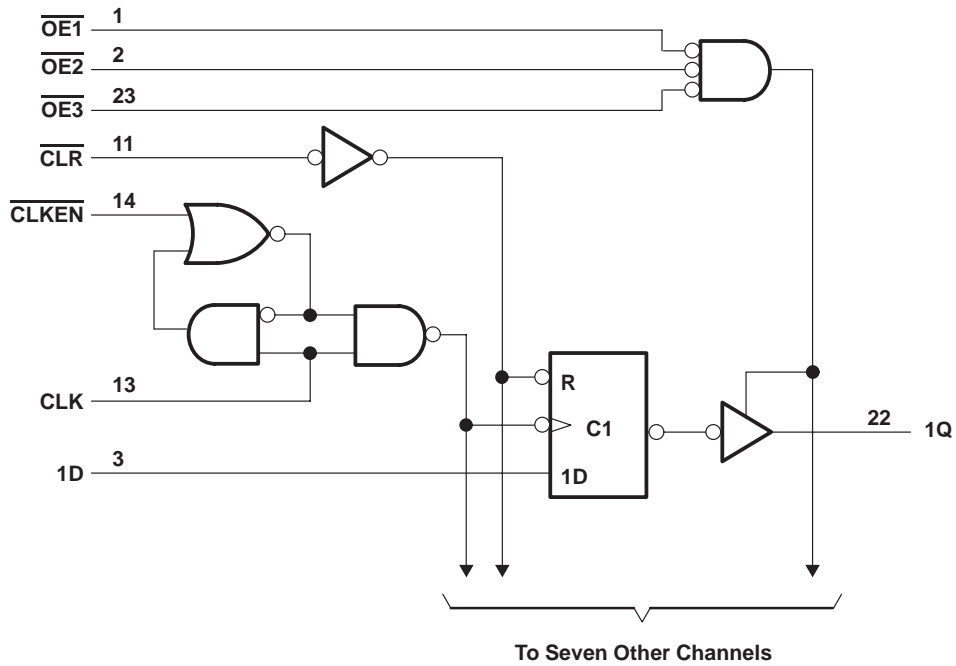 OE1 1
OE2 2
OE3 23
CLR 11
CLKEN 14
CLK 13
1D 3
R
C1
1D
22 1Q
To Seven Other Channels